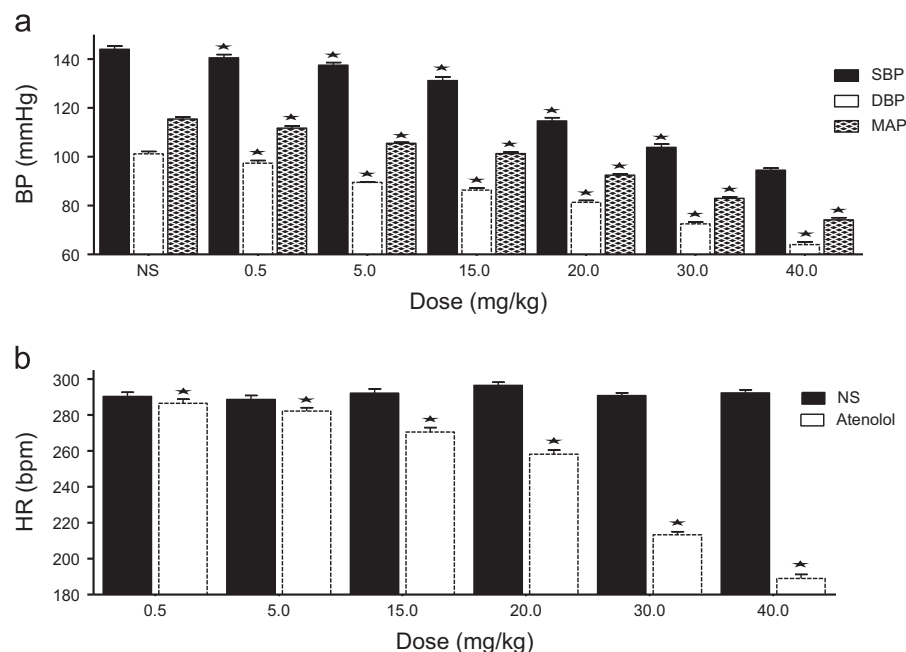 a
BP (mmHg)
140
120
100
80
60
SBP
DBP
MAP
NS 0.5 5.0 15.0 20.0 30.0 40.0
Dose (mg/kg)
b
HR (bpm)
300
280
260
240
220
200
180
NS
Atenolol
0.5 5.0 15.0 20.0 30.0 40.0
Dose (mg/kg)